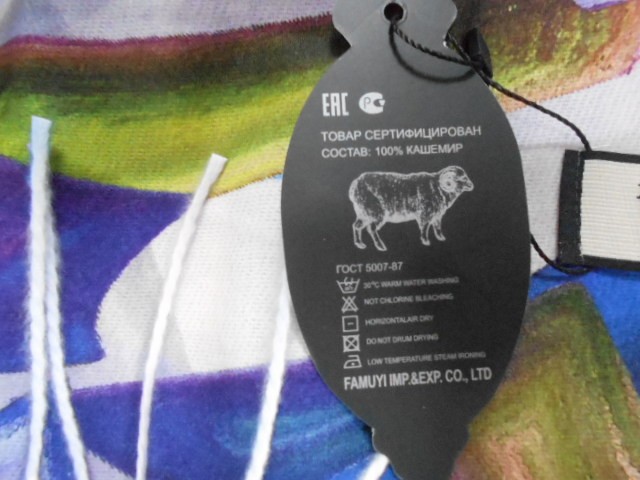 EAC P
ТОВАР СЕРТИФИЦИРОВАН
СОСТАВ: 100% КАШЕМИР
ГОСТ 5007-87
30°C WARM WATER WASHING
NOT CHLORINE BLEACHING
HORIZONTALAIR DRY
DO NOT DRUM DRYING
LOW TEMPERATURE STEAM IRONING
FAMUYI IMP.&EXP. CO., LTD